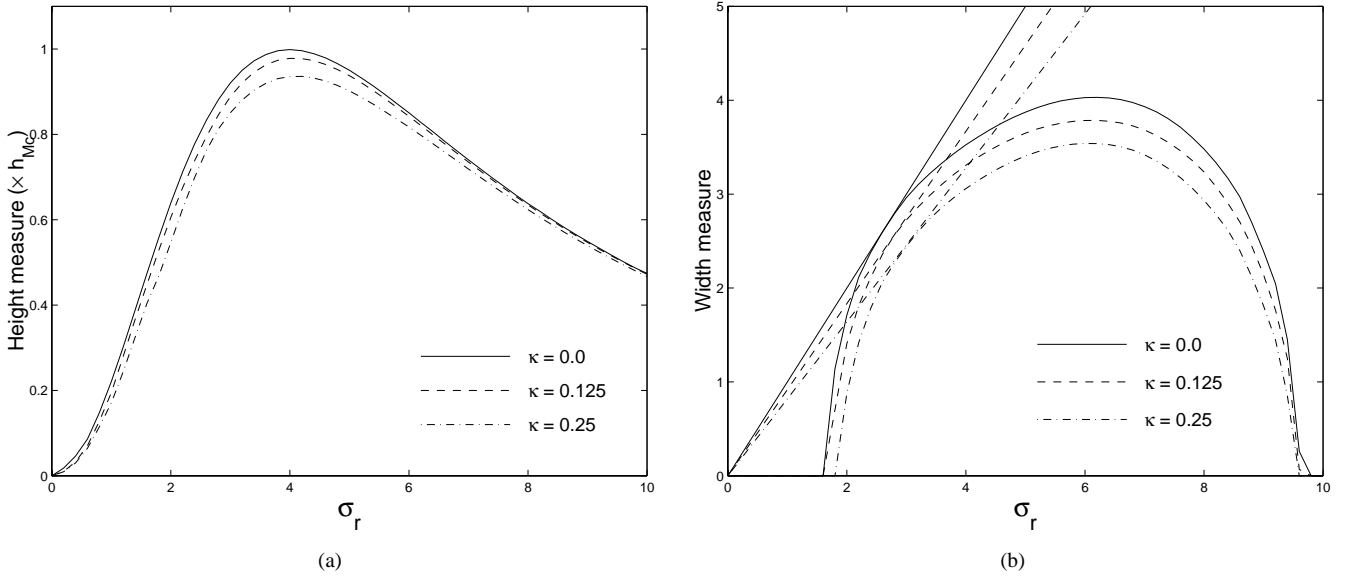 Height measure (× h_Mc)
1
0.8
0.6
0.4
0.2
0
0 2 4 6 8 10
σ_r
κ = 0.0
κ = 0.125
κ = 0.25
(a)
Width measure
5
4
3
2
1
0
0 2 4 6 8 10
σ_r
κ = 0.0
κ = 0.125
κ = 0.25
(b)